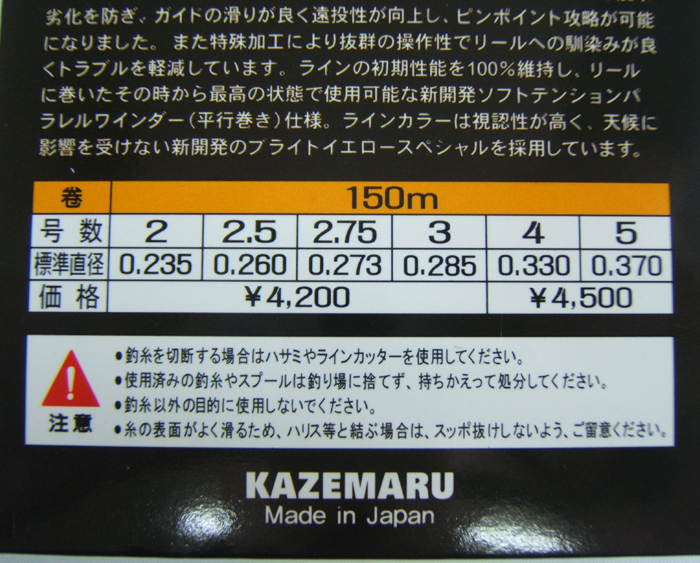 劣化を防ぎ、ガイドの滑りが良く遠投性が向上し、ピンポイント攻略が可能
になりました。また特殊加工により抜群の操作性でリールへの馴染みが良
くトラブルを軽減しています。ラインの初期性能を100%維持し、リール
に巻いたその時から最高の状態で使用可能な新開発ソフトテンションパ
ラレルワインダー(平行巻き)仕様。ラインカラーは視認性が高く、天候に
影響を受けない新開発のブライトイエロースペシャルを採用しています。
巻 150m
号数 2 2.5 2.75 3 4 5
標準直径 0.235 0.260 0.273 0.285 0.330 0.370
価格 ¥4,200 ¥4,500
●釣糸を切断する場合はハサミやラインカッターを使用してください。
●使用済みの釣糸やスプールは釣り場に捨てず、持ちかえって処分してください。
●釣糸以外の目的に使用しないでください。
●糸の表面がよく滑るため、ハリス等と結ぶ場合は、スッポ抜けしないよう、ご留意ください。
注意
KAZEMARU
Made in Japan